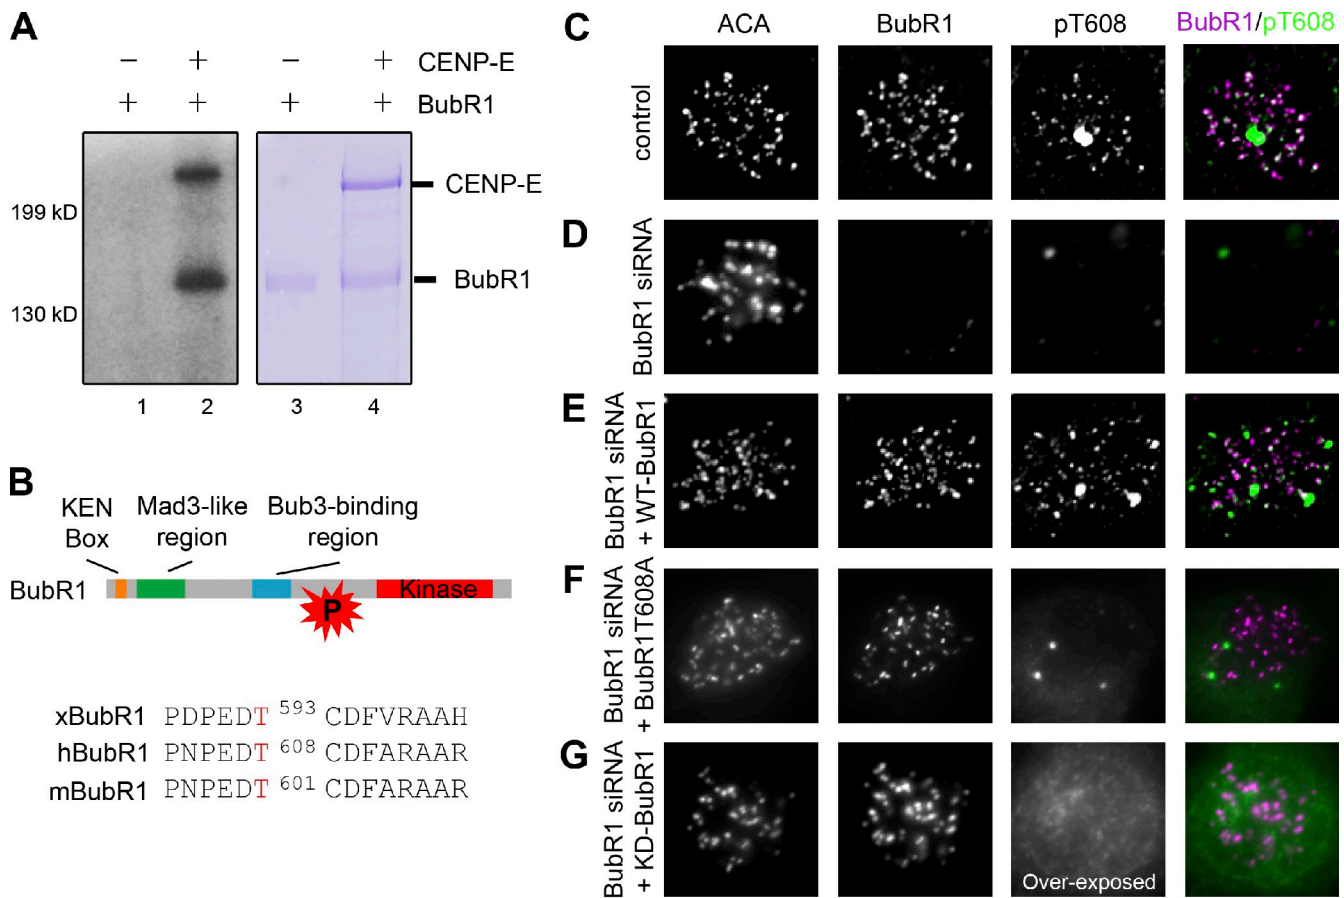 A
– + – + CENP-E
+ + + + BubR1
CENP-E
199 kD
BubR1
130 kD
1 2 3 4
B
KEN
Box
Mad3-like
region
Bub3-binding
region
BubR1
Kinase
P
xBubR1 PDPEDT 593 CDFVRAAH
hBubR1 PNPEDT 608 CDFARAAR
mBubR1 PNPEDT 601 CDFARAAR
C
ACA BubR1 pT608 BubR1/pT608
control
D
BubR1 siRNA
E
BubR1 siRNA
+ WT-BubR1
F
BubR1 siRNA
+ BubR1T608A
G
BubR1 siRNA
+ KD-BubR1
Over-exposed